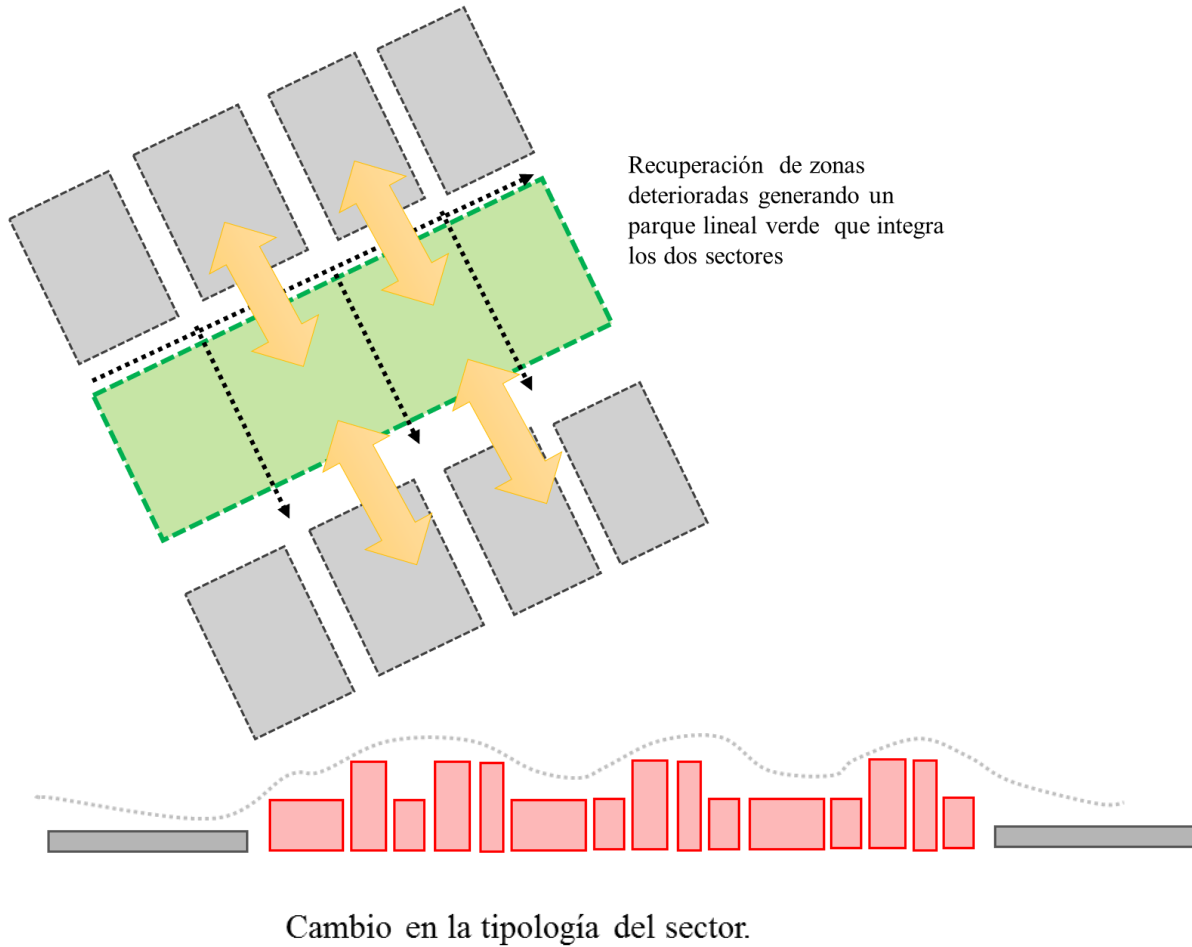 Recuperación de zonas
deterioradas generando un
parque lineal verde que integra
los dos sectores
Cambio en la tipología del sector.